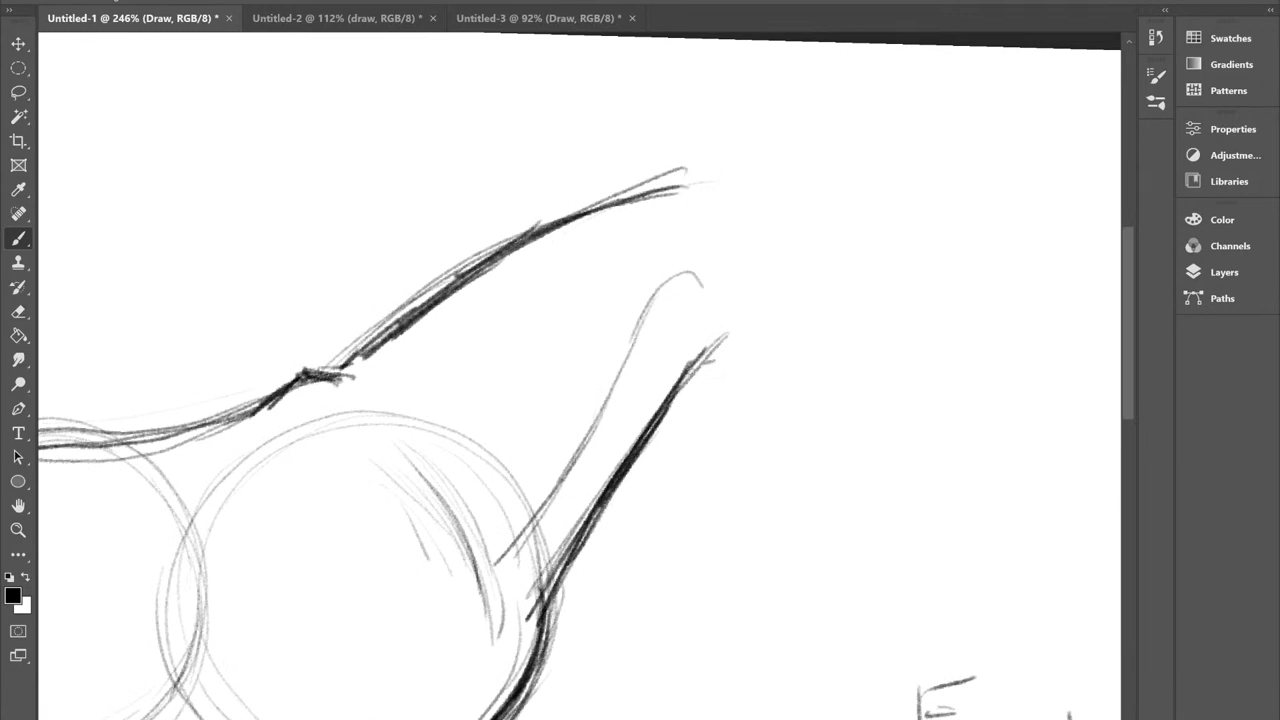 Untitled-1 @ 246% (Draw, RGB/8) *
Untitled-2 @ 112% (draw, RGB/8) *
Untitled-3 @ 92% (Draw, RGB/8) *
Swatches
Gradients
Patterns
Properties
Adjustme...
Libraries
Color
Channels
Layers
Paths